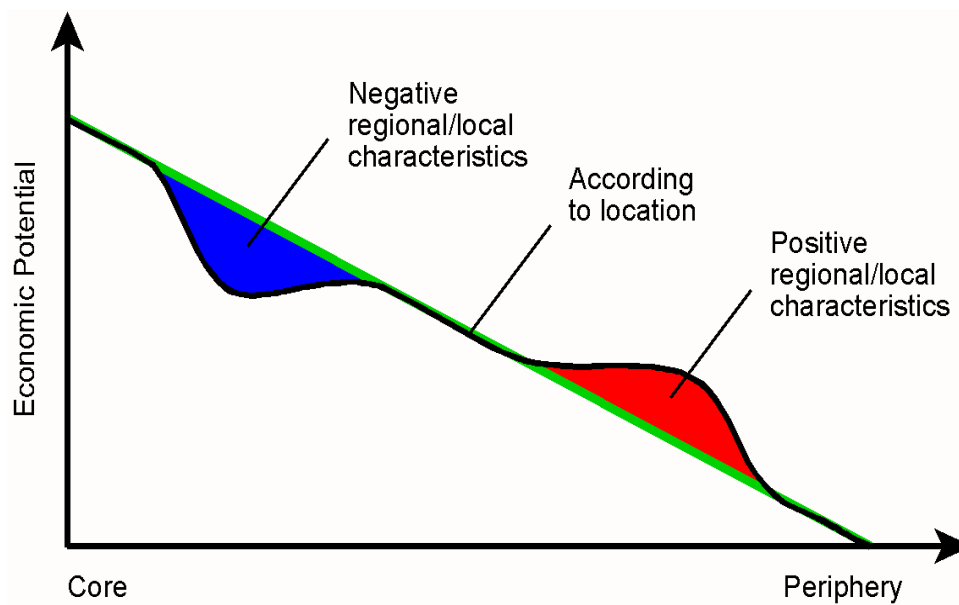 Negative
regional/local
characteristics
According
to location
Positive
regional/local
characteristics
Economic Potential
Core
Periphery